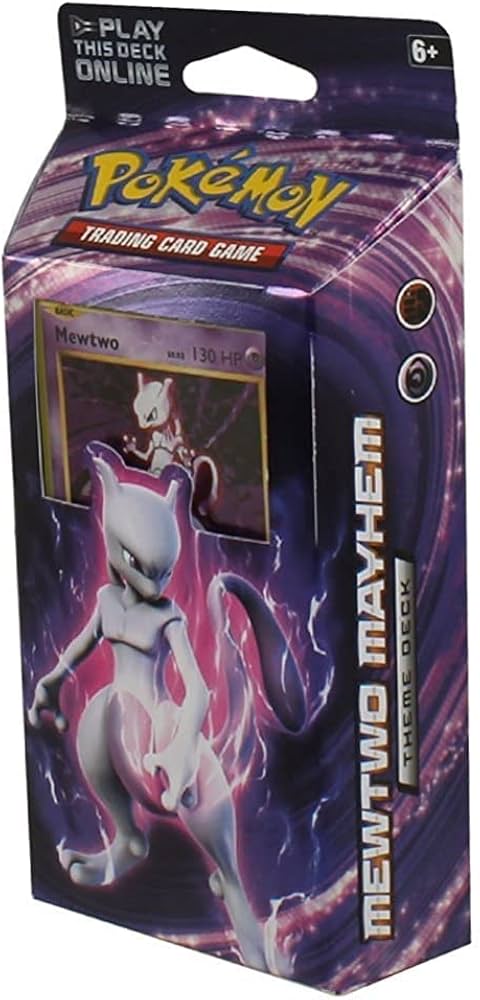 PLAY
THIS DECK
ONLINE
6+
POKéMON
TRADING CARD GAME
BASIC
Mewtwo
130 HP
MEWTWO MAYHEM
THEME DECK